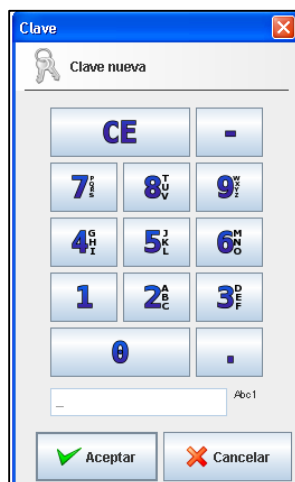 Clave
Clave nueva
CE -
7 PQRS 8 TUV 9 WXYZ
4 GHI 5 JKL 6 MNO
1 2 ABC 3 DEF
0 .
_ Abc1
Aceptar Cancelar